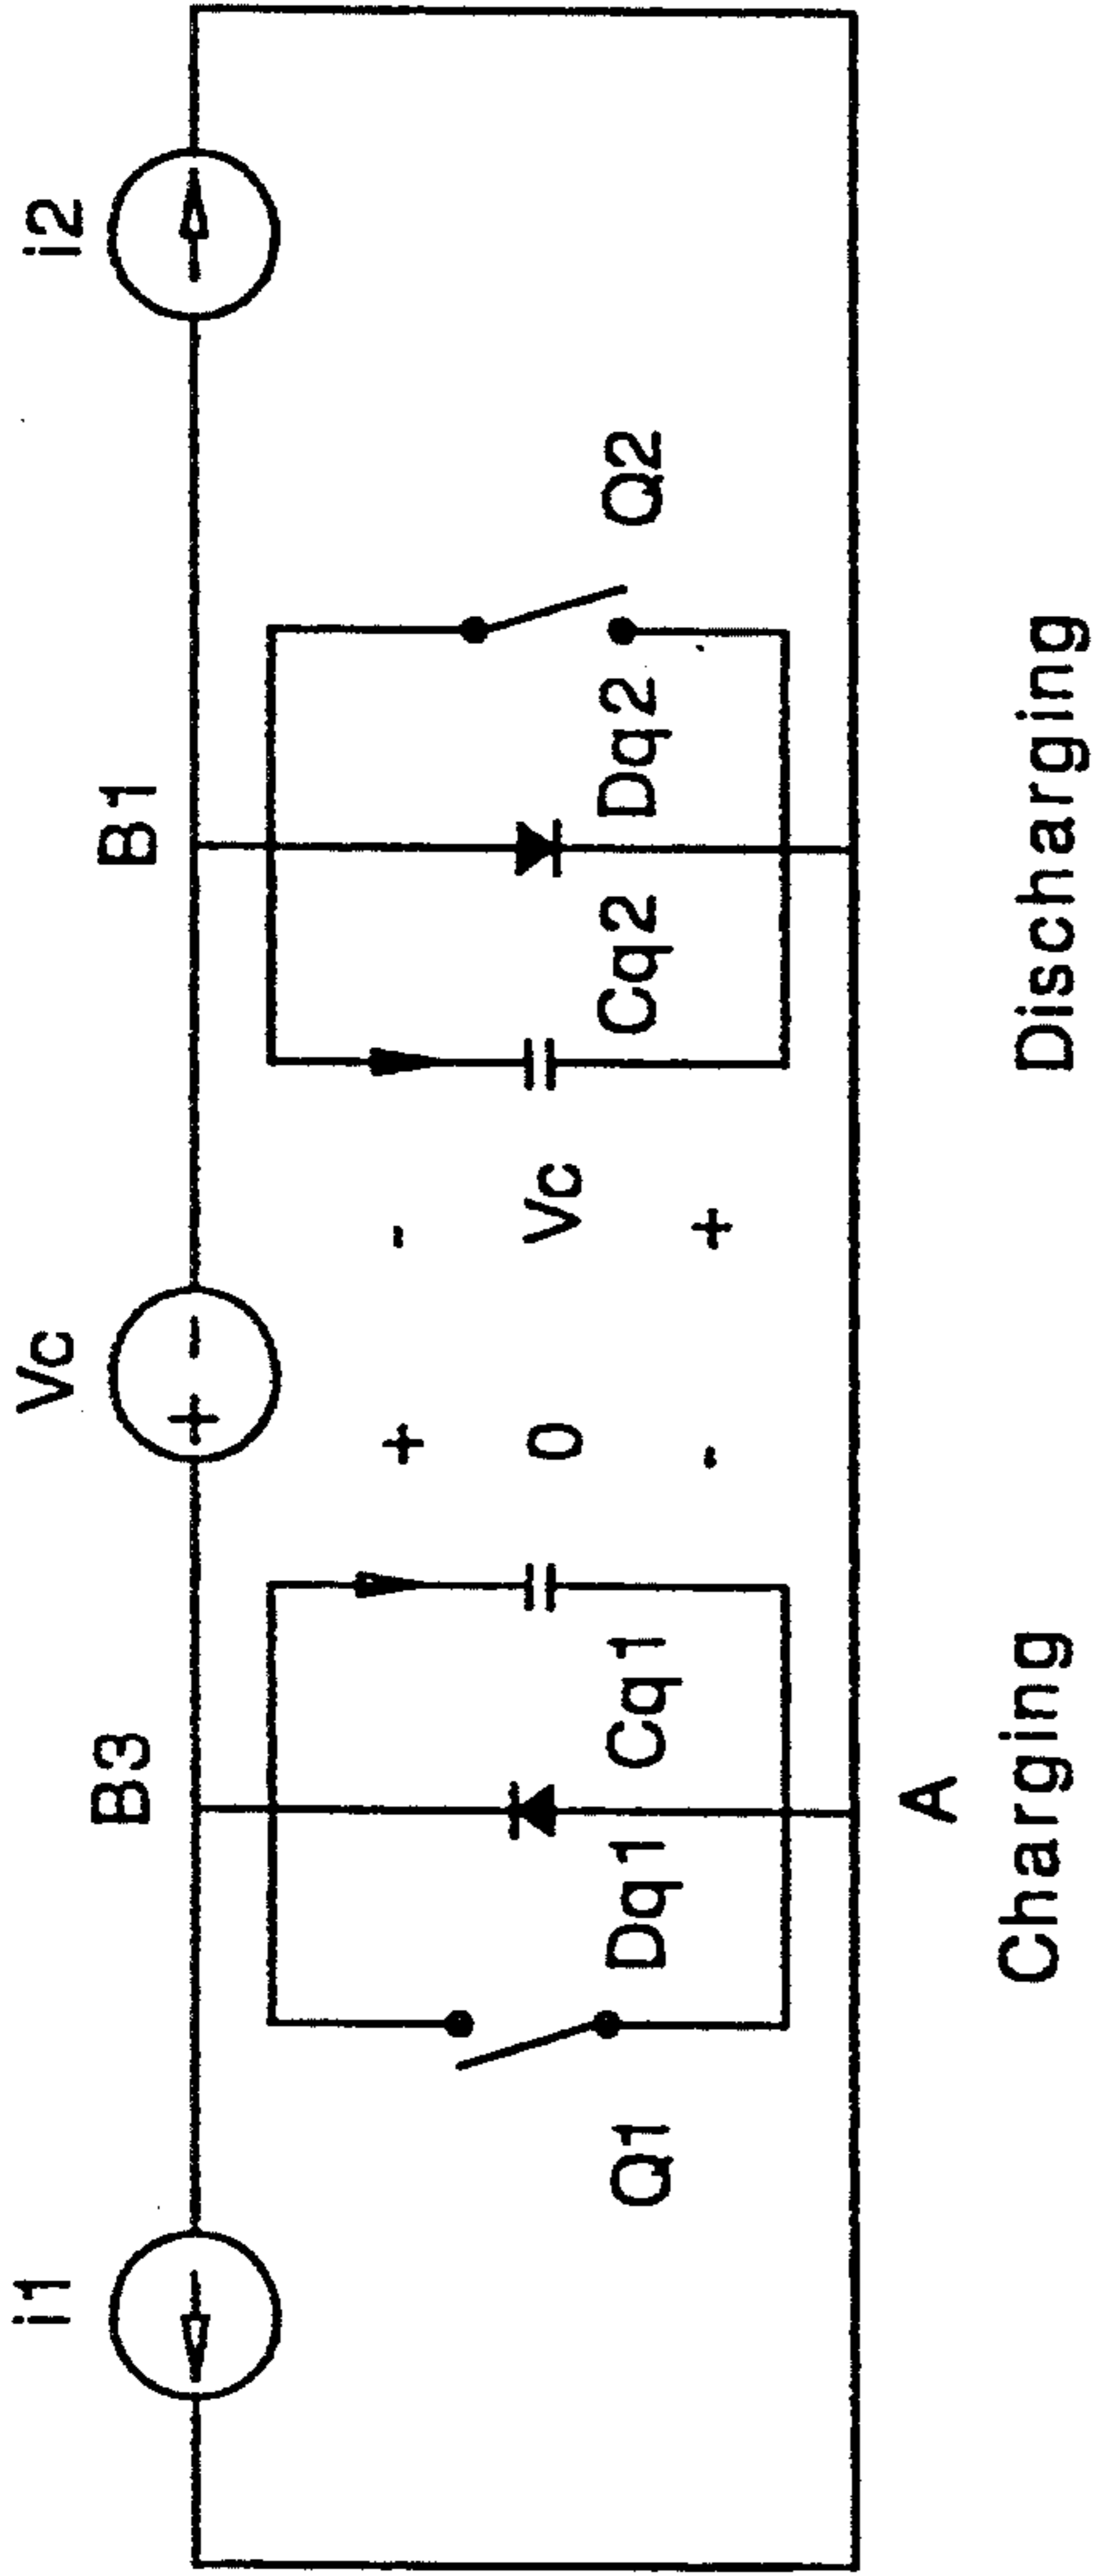 i1
Vc
i2
B3
B1
+ -
+ -
0 Vc
Q1 Dq1 Cq1 Cq2 Dq2 Q2
- +
A
Charging
Discharging